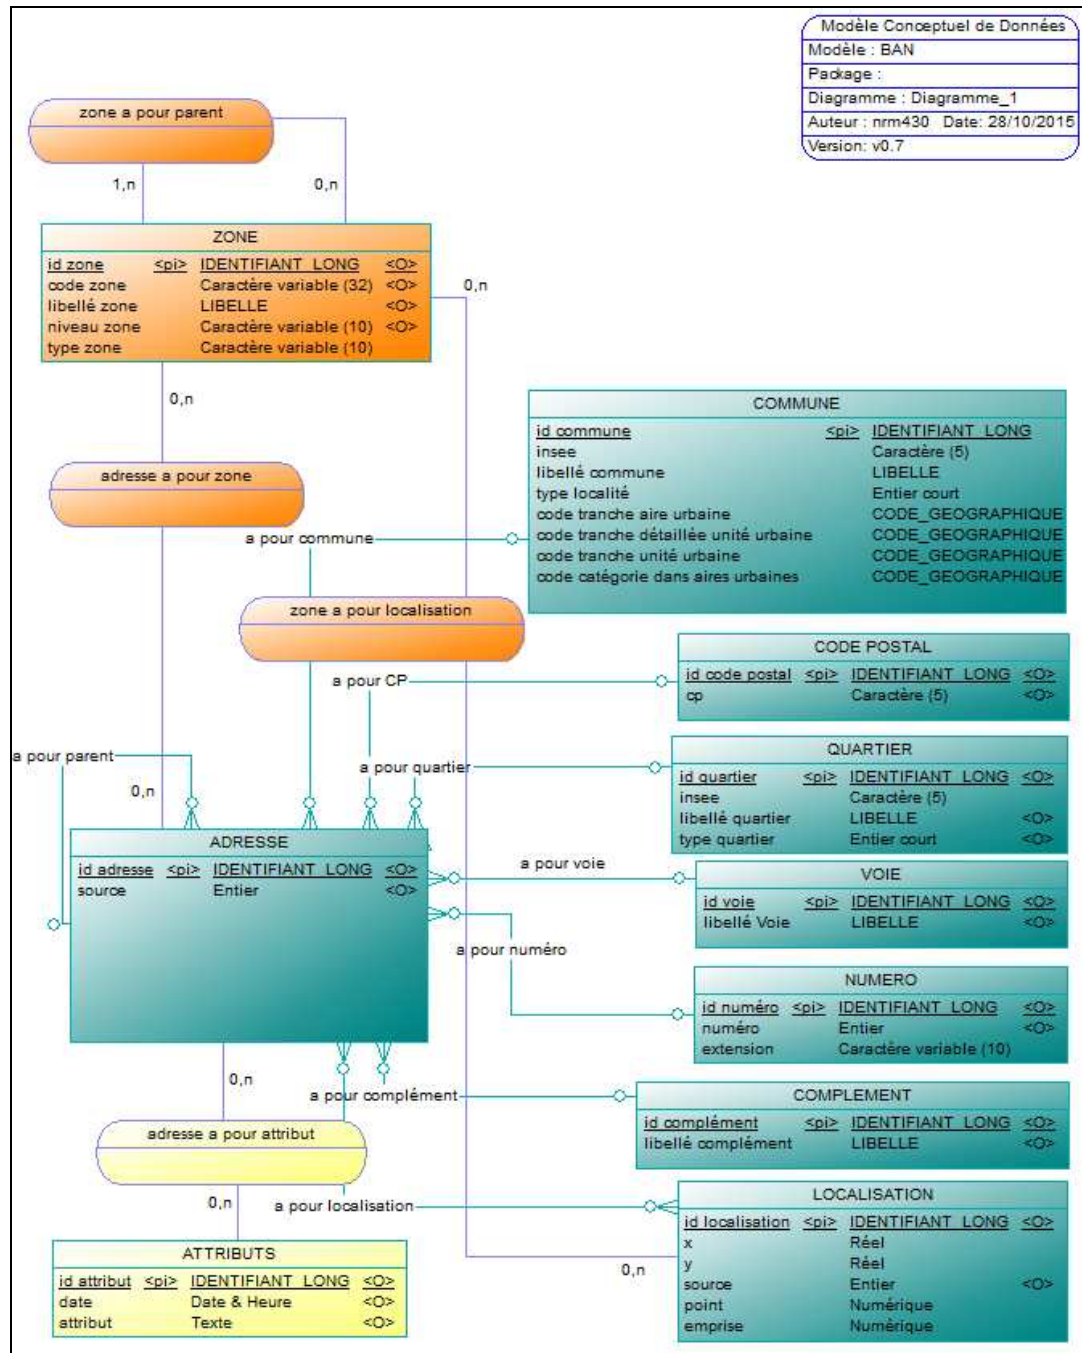 Modèle Conceptuel de Données
Modèle : BAN
Package :
Diagramme : Diagramme_1
Auteur : nrm430 Date: 28/10/2015
Version: v0.7
zone a pour parent
1,n
0,n
ZONE
id zone <pi> IDENTIFIANT_LONG <O>
code zone Caractère variable (32) <O>
libellé zone LIBELLE <O>
niveau zone Caractère variable (10) <O>
type zone Caractère variable (10)
0,n
0,n
COMMUNE
id commune <pi> IDENTIFIANT_LONG
insee Caractère (5)
libellé commune LIBELLE
type localité Entier court
code tranche aire urbaine CODE_GEOGRAPHIQUE
code tranche détaillée unité urbaine CODE_GEOGRAPHIQUE
code tranche unité urbaine CODE_GEOGRAPHIQUE
code catégorie dans aires urbaines CODE_GEOGRAPHIQUE
adresse a pour zone
a pour commune
zone a pour localisation
CODE POSTAL
id code postal <pi> IDENTIFIANT_LONG <O>
cp Caractère (5) <O>
a pour CP
a pour parent
a pour quartier
QUARTIER
id quartier <pi> IDENTIFIANT_LONG <O>
insee Caractère (5)
libellé quartier LIBELLE <O>
type quartier Entier court <O>
0,n
ADRESSE
id adresse <pi> IDENTIFIANT_LONG <O>
source Entier <O>
a pour voie
VOIE
id voie <pi> IDENTIFIANT_LONG <O>
libellé Voie LIBELLE <O>
a pour numéro
NUMERO
id numéro <pi> IDENTIFIANT_LONG <O>
numéro Entier <O>
extension Caractère variable (10)
0,n
a pour complément
COMPLEMENT
id complément <pi> IDENTIFIANT_LONG <O>
libellé complément LIBELLE <O>
adresse a pour attribut
0,n
a pour localisation
LOCALISATION
id localisation <pi> IDENTIFIANT_LONG <O>
x Réel
y Réel
source Entier <O>
point Numérique
emprise Numérique
0,n
ATTRIBUTS
id attribut <pi> IDENTIFIANT_LONG <O>
date Date & Heure <O>
attribut Texte <O>